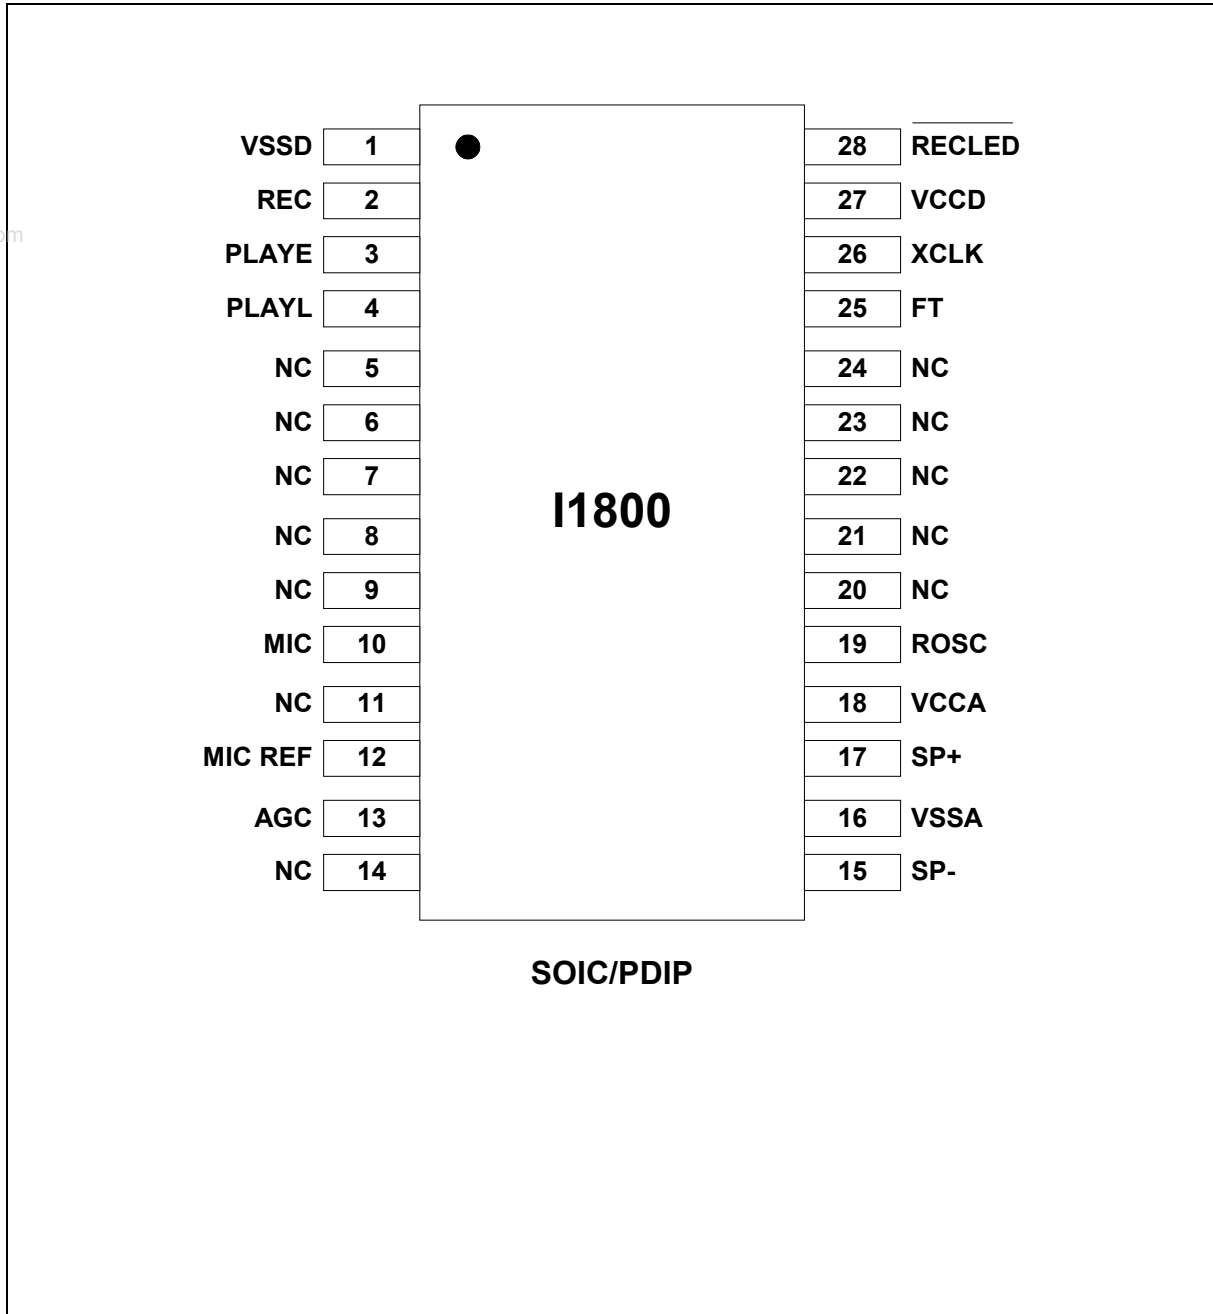 VSSD 1 28 RECLED
REC 2 27 VCCD
om
PLAYE 3 26 XCLK
PLAYL 4 25 FT
NC 5 24 NC
NC 6 23 NC
NC 7 22 NC
I1800
NC 8 21 NC
NC 9 20 NC
MIC 10 19 ROSC
NC 11 18 VCCA
MIC REF 12 17 SP+
AGC 13 16 VSSA
NC 14 15 SP-
SOIC/PDIP